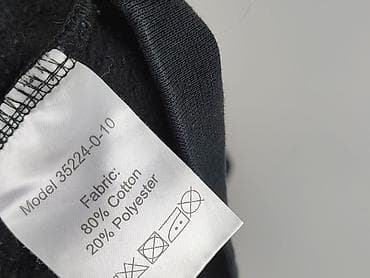 Model 35224-0-10
Fabric:
80% Cotton
20% Polyester